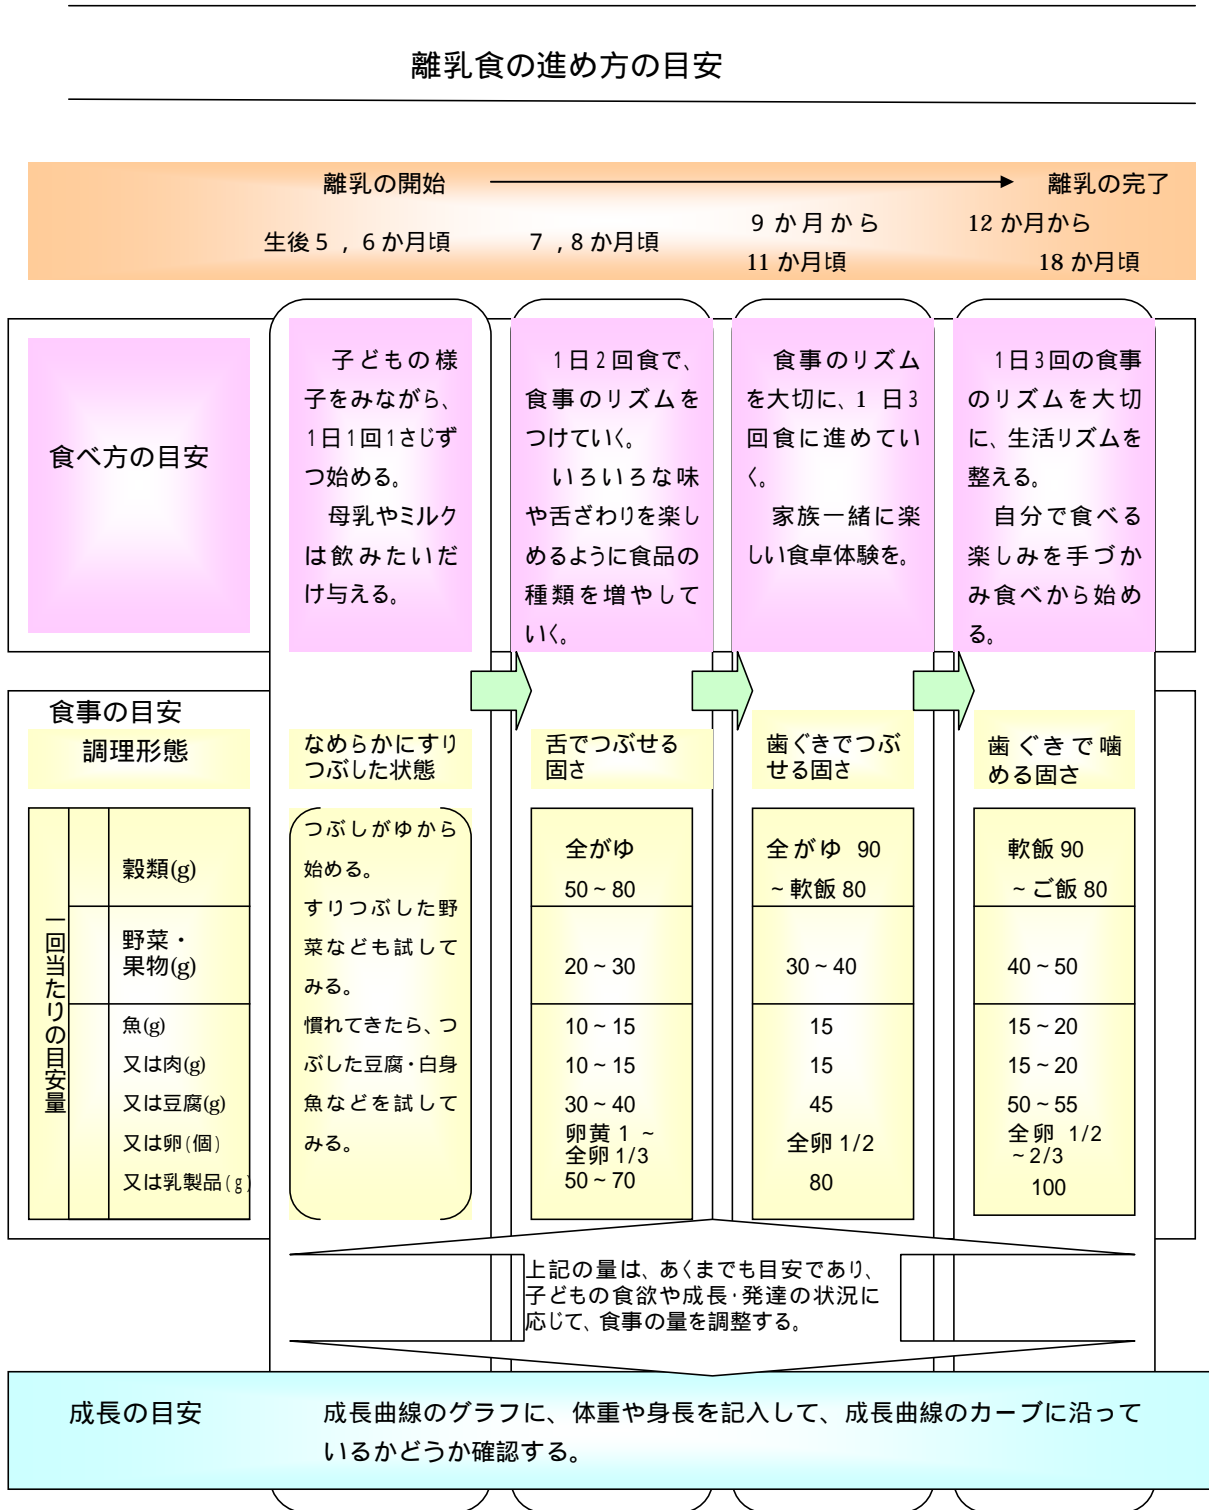 離乳食の進め方の目安
離乳の開始
離乳の完了
生後5,6か月頃
7,8か月頃
9か月から
11か月頃
12か月から
18か月頃
食べ方の目安
子どもの様
子をみながら、
1日1回1さじず
つ始める。
母乳やミルク
は飲みたいだ
け与える。
1日2回食で、
食事のリズムを
つけていく。
いろいろな味
や舌ざわりを楽し
めるように食品の
種類を増やして
いく。
食事のリズム
を大切に、1日3
回食に進めてい
く。
家族一緒に楽
しい食卓体験を。
1日3回の食事
のリズムを大切
に、生活リズムを
整える。
自分で食べる
楽しみを手づか
み食べから始め
る。
食事の目安
調理形態
なめらかにすり
つぶした状態
舌でつぶせる
固さ
歯ぐきでつぶ
せる固さ
歯ぐきで噛
める固さ
一回当たりの目安量
穀類(g)
つぶしがゆから
始める。
すりつぶした野
菜なども試して
みる。
慣れてきたら、つ
ぶした豆腐・白身
魚などを試して
みる。
全がゆ
50~80
全がゆ 90
~軟飯 80
軟飯 90
~ご飯 80
野菜・
果物(g)
20~30
30~40
40~50
魚(g)
10~15
15
15~20
又は肉(g)
10~15
15
15~20
又は豆腐(g)
30~40
45
50~55
又は卵(個)
卵黄1~
全卵1/3
全卵1/2
全卵 1/2
~2/3
又は乳製品(g)
50~70
80
100
上記の量は、あくまでも目安であり、
子どもの食欲や成長・発達の状況に
応じて、食事の量を調整する。
成長の目安
成長曲線のグラフに、体重や身長を記入して、成長曲線のカーブに沿って
いるかどうか確認する。